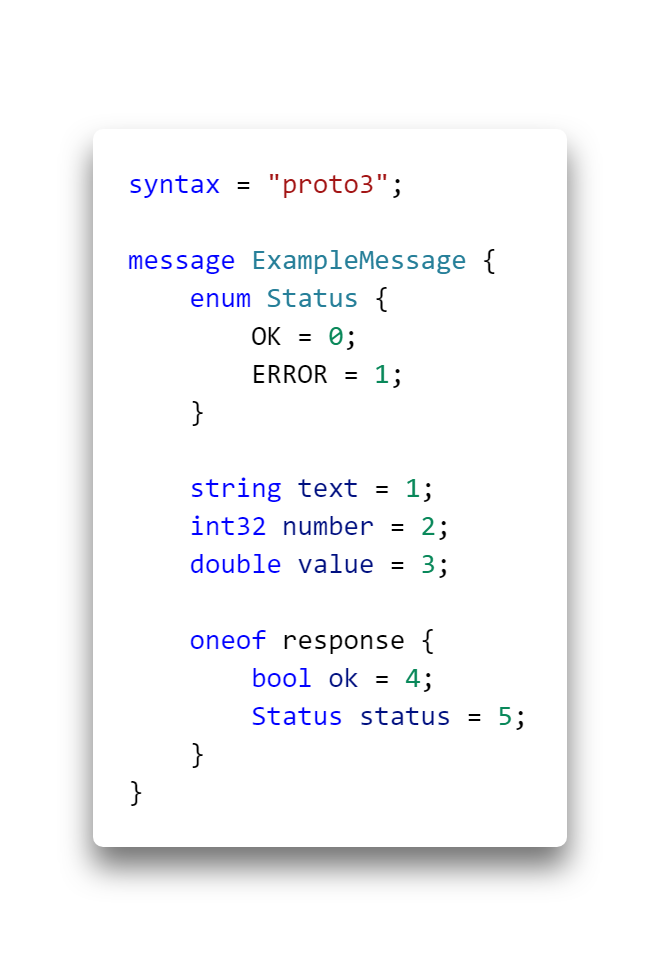 syntax = "proto3";
message ExampleMessage {
enum Status {
OK = 0;
ERROR = 1;
}
string text = 1;
int32 number = 2;
double value = 3;
oneof response {
bool ok = 4;
Status status = 5;
}
}